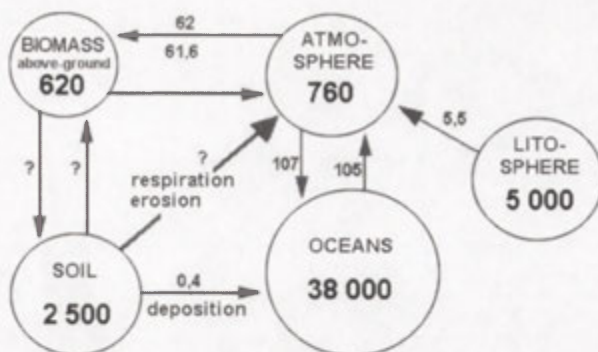 62
BIOMASS
above-ground
620
61,6
ATMO-
SPHERE
760
?
?
?
respiration
erosion
107
105
5,5
LITO-
SPHERE
5 000
SOIL
2 500
0,4
deposition
OCEANS
38 000